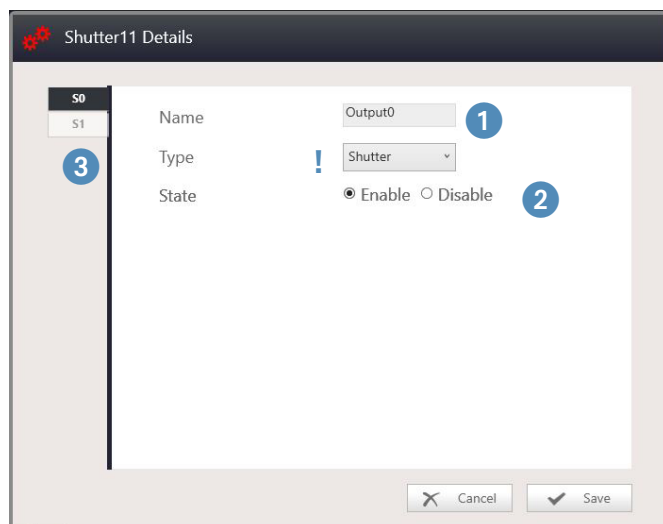 Shutter11 Details
S0
S1
3
Name
Output0
1
Type
!
Shutter
State
Enable
Disable
2
Cancel
Save